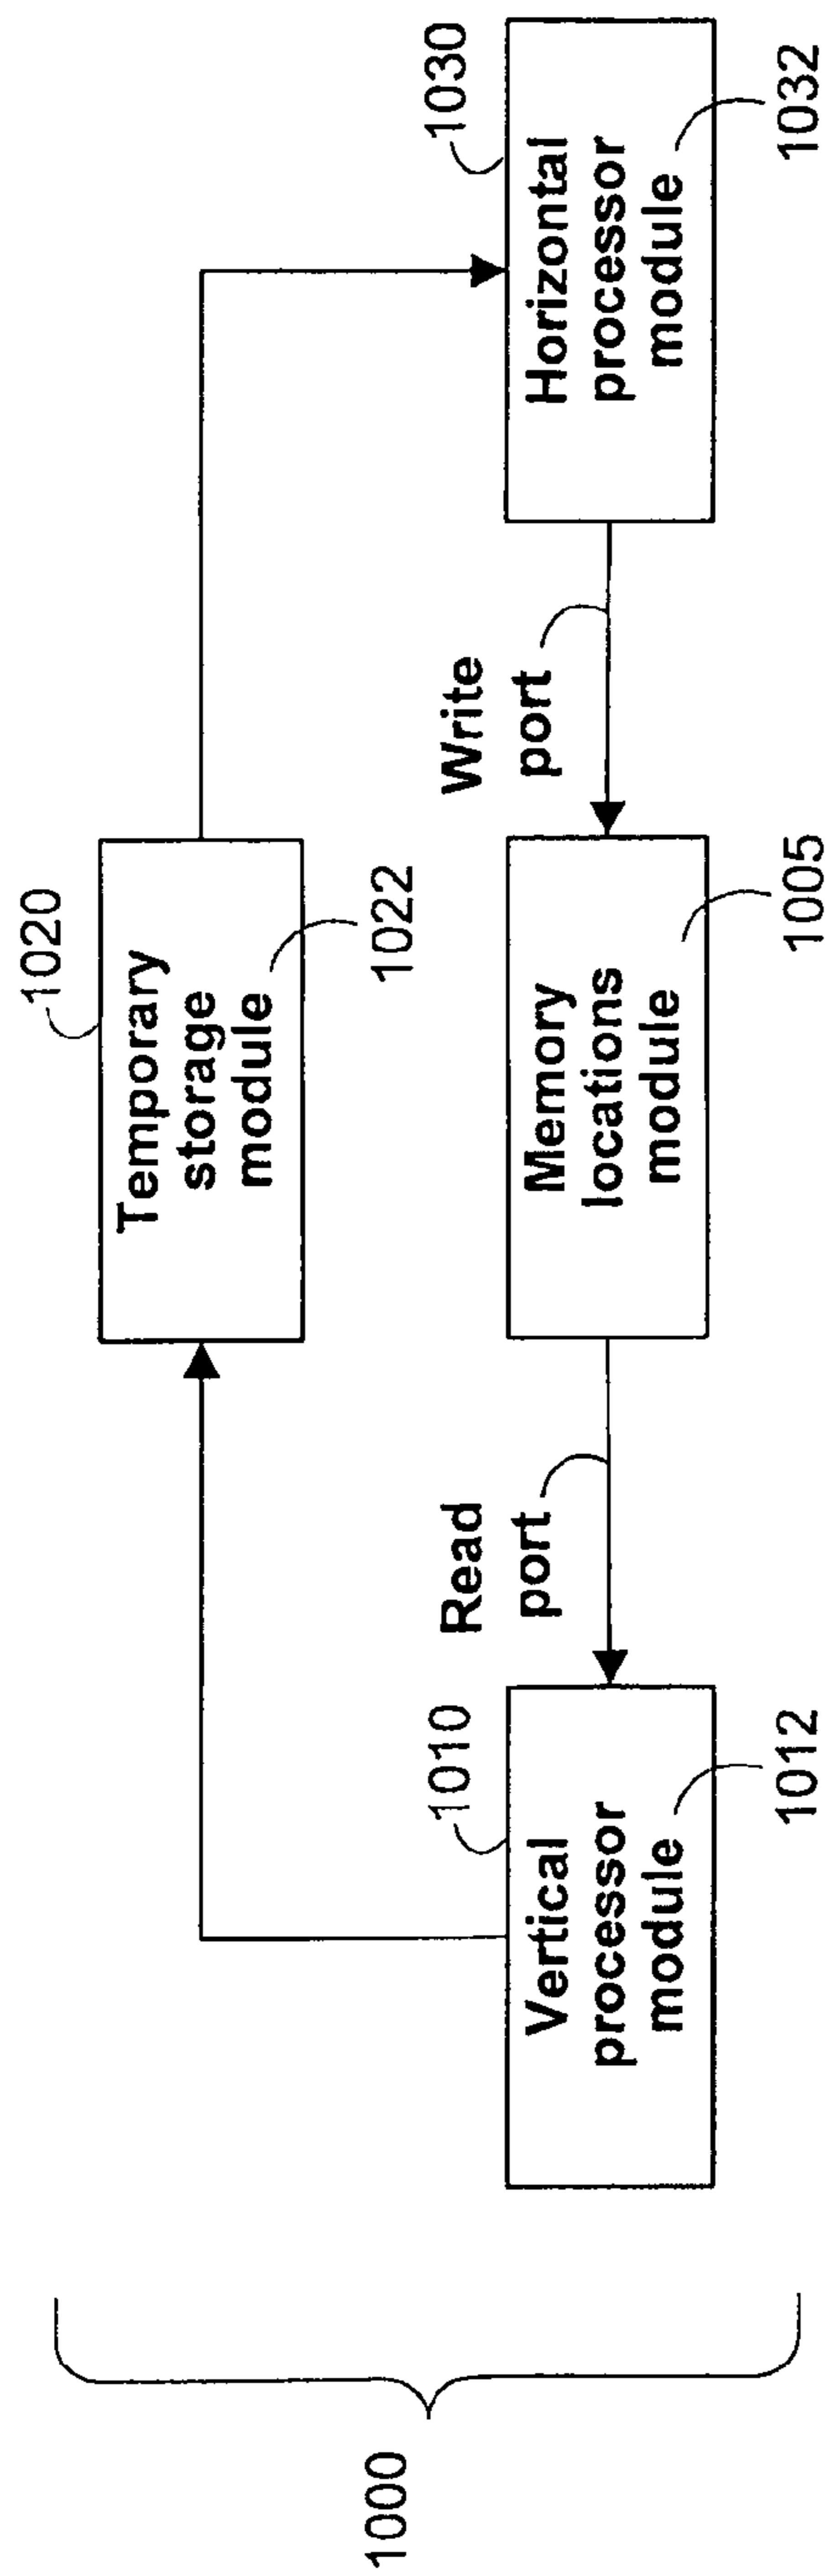 1000
1020
Temporary
storage
module
1022
1010
Vertical
processor
module
1012
Read
port
Memory
locations
module
1005
Write
port
1030
Horizontal
processor
module
1032